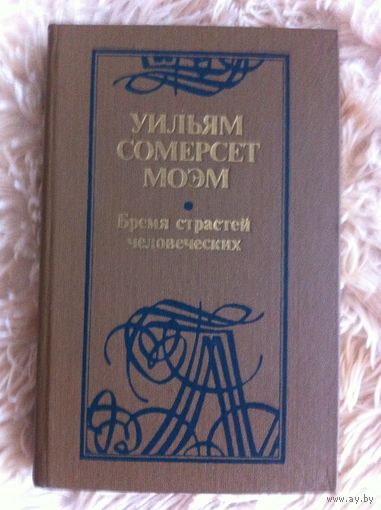 УИЛЬЯМ
СОМЕРСЕТ
МОЭМ
Бремя страстей
человеческих
www.ay.by